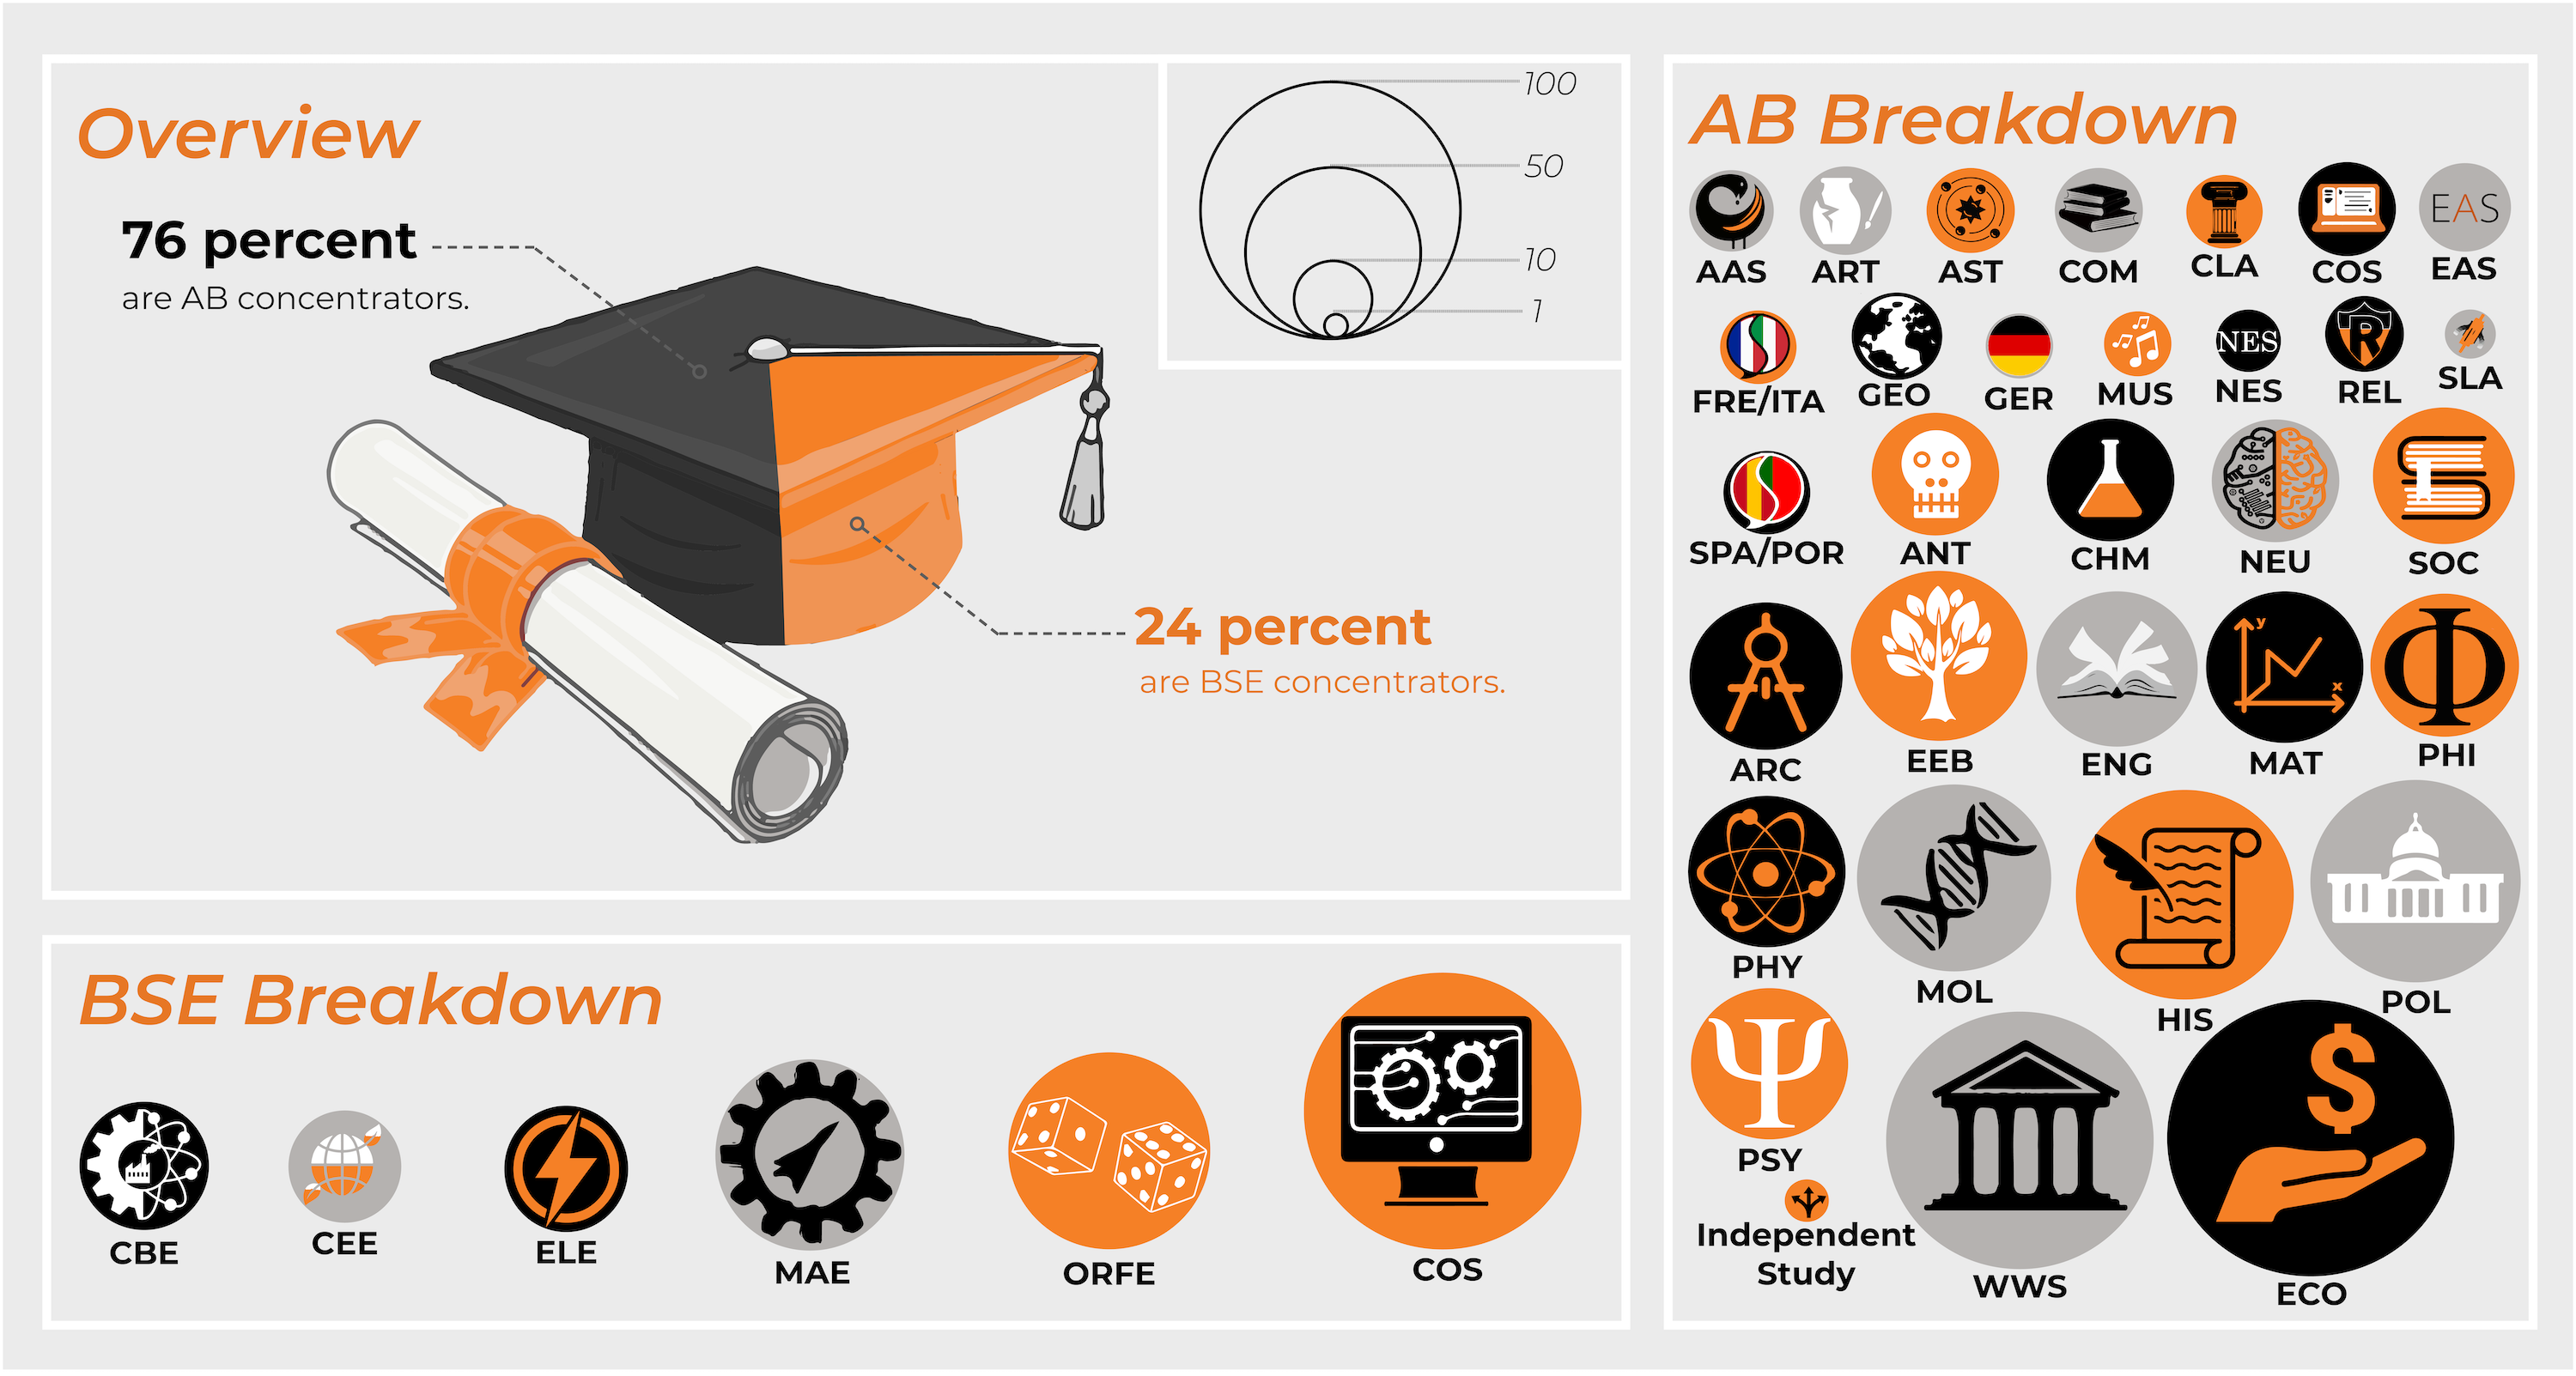 Overview
76 percent
are AB concentrators.
24 percent
are BSE concentrators.
100
50
10
1
BSE Breakdown
CBE
CEE
ELE
MAE
ORFE
COS
AB Breakdown
EAS
AAS
ART
AST
COM
CLA
COS
EAS
NES
R
FRE/ITA
GEO
GER
MUS
NES
REL
SLA
SPA/POR
ANT
CHM
NEU
SOC
y
x
Φ
ARC
EEB
ENG
MAT
PHI
PHY
MOL
HIS
POL
Ψ
$
PSY
Independent
Study
WWS
ECO